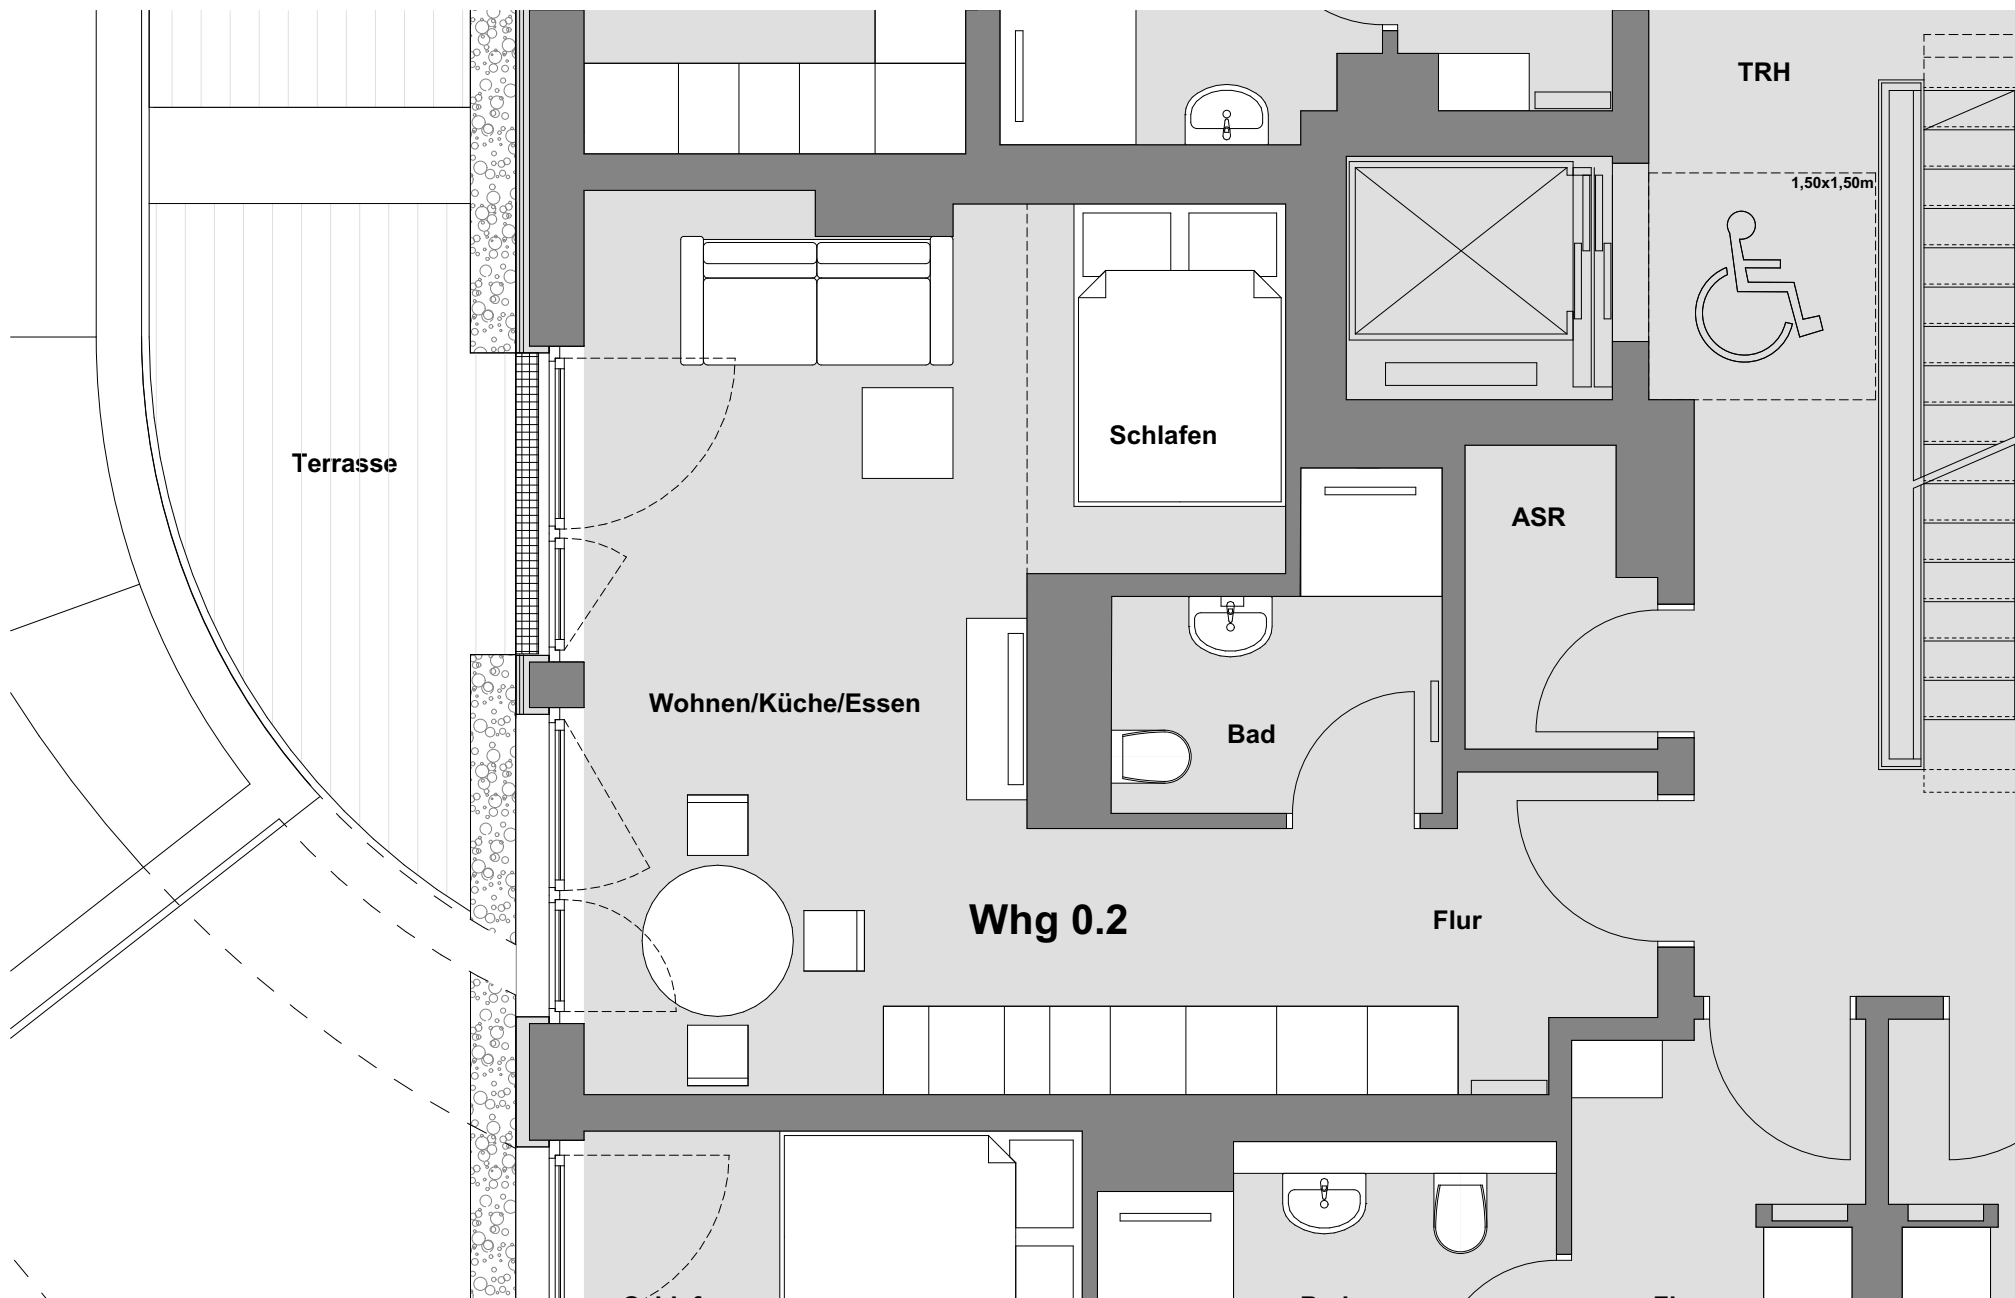 TRH
1,50x1,50m
Schlafen
Terrasse
ASR
Wohnen/Küche/Essen
Bad
Whg 0.2
Flur